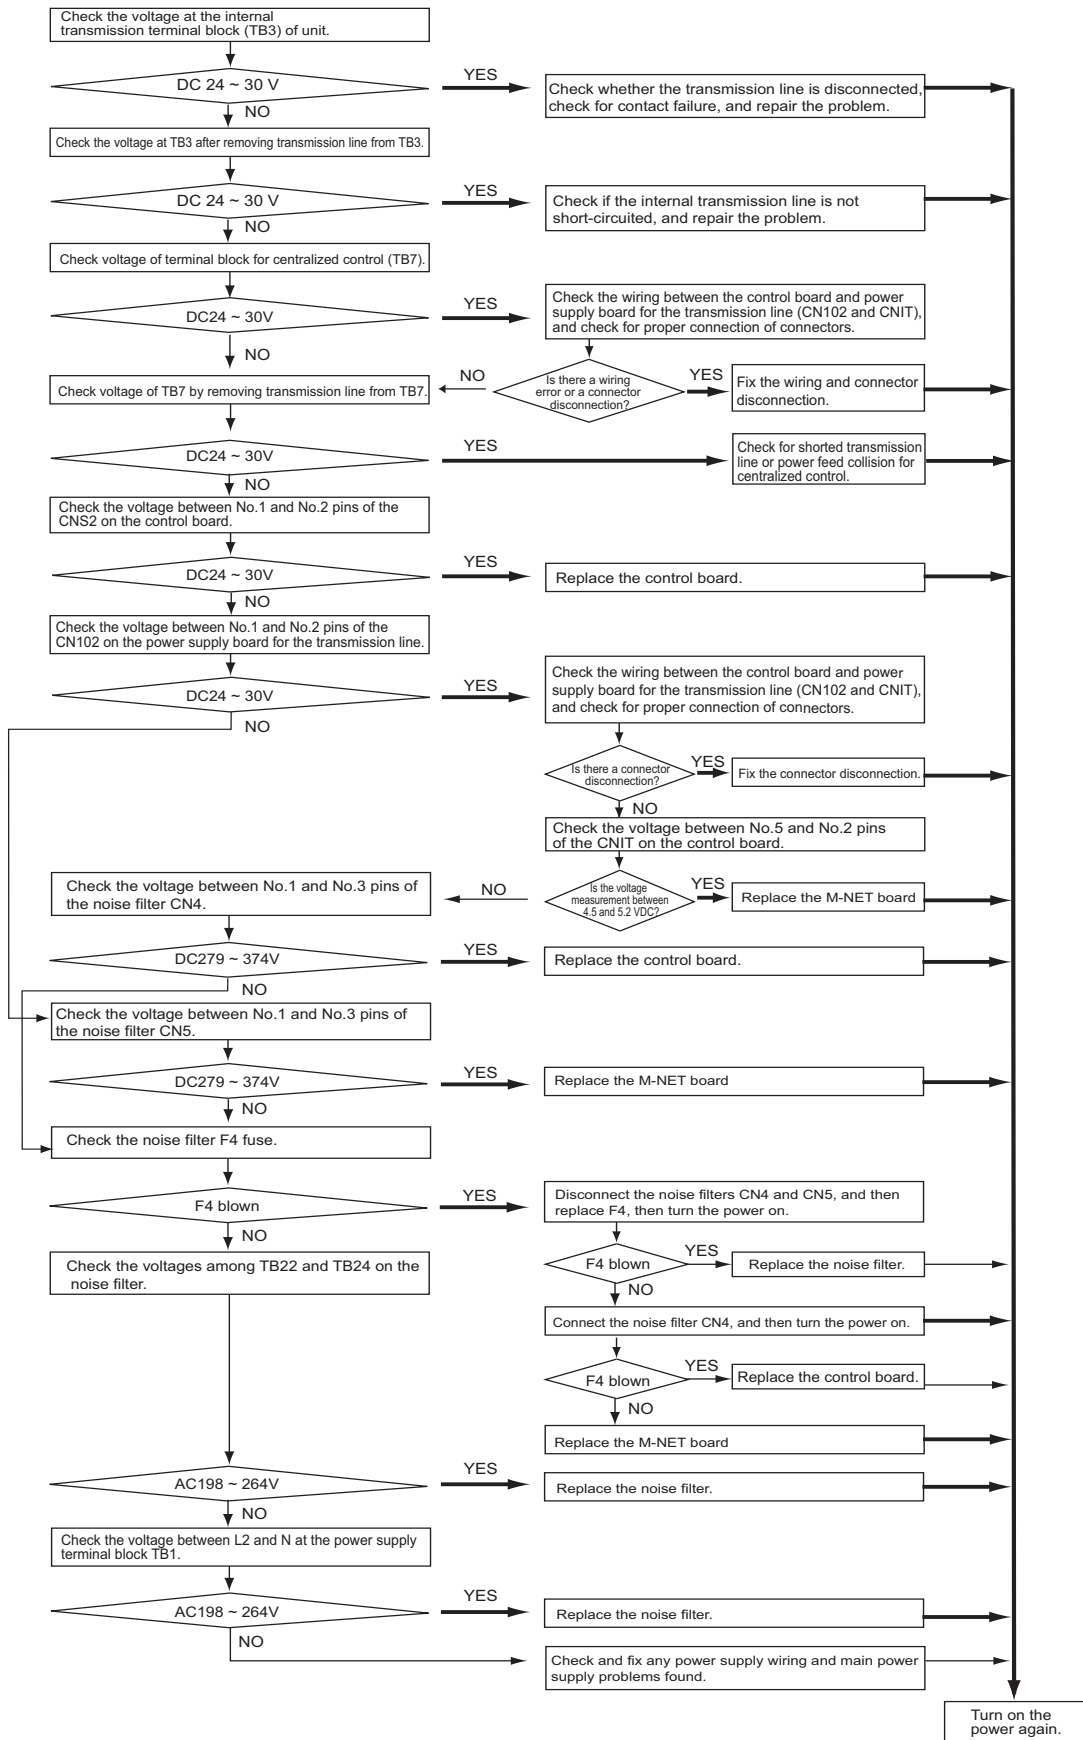 Check the voltage at the internal
transmission terminal block (TB3) of unit.
DC 24 ~ 30 V
YES
Check whether the transmission line is disconnected,
check for contact failure, and repair the problem.
NO
Check the voltage at TB3 after removing transmission line from TB3.
DC 24 ~ 30 V
YES
Check if the internal transmission line is not
short-circuited, and repair the problem.
NO
Check voltage of terminal block for centralized control (TB7).
DC24 ~ 30V
YES
Check the wiring between the control board and power
supply board for the transmission line (CN102 and CNIT),
and check for proper connection of connectors.
NO
Is there a wiring
error or a connector
disconnection?
NO
YES
Fix the wiring and connector
disconnection.
Check voltage of TB7 by removing transmission line from TB7.
DC24 ~ 30V
YES
Check for shorted transmission
line or power feed collision for
centralized control.
NO
Check the voltage between No.1 and No.2 pins of the
CNS2 on the control board.
DC24 ~ 30V
YES
Replace the control board.
NO
Check the voltage between No.1 and No.2 pins of the
CN102 on the power supply board for the transmission line.
DC24 ~ 30V
YES
Check the wiring between the control board and power
supply board for the transmission line (CN102 and CNIT),
and check for proper connection of connectors.
NO
Is there a connector
disconnection?
YES
Fix the connector disconnection.
NO
Check the voltage between No.5 and No.2 pins
of the CNIT on the control board.
Is the voltage
measurement between
4.5 and 5.2 VDC?
YES
Replace the M-NET board
NO
Check the voltage between No.1 and No.3 pins of
the noise filter CN4.
DC279 ~ 374V
YES
Replace the control board.
NO
Check the voltage between No.1 and No.3 pins of
the noise filter CN5.
DC279 ~ 374V
YES
Replace the M-NET board
NO
Check the noise filter F4 fuse.
F4 blown
YES
Disconnect the noise filters CN4 and CN5, and then
replace F4, then turn the power on.
NO
F4 blown
YES
Replace the noise filter.
NO
Connect the noise filter CN4, and then turn the power on.
F4 blown
YES
Replace the control board.
NO
Replace the M-NET board
Check the voltages among TB22 and TB24 on the
noise filter.
AC198 ~ 264V
YES
Replace the noise filter.
NO
Check the voltage between L2 and N at the power supply
terminal block TB1.
AC198 ~ 264V
YES
Replace the noise filter.
NO
Check and fix any power supply wiring and main power
supply problems found.
Turn on the
power again.